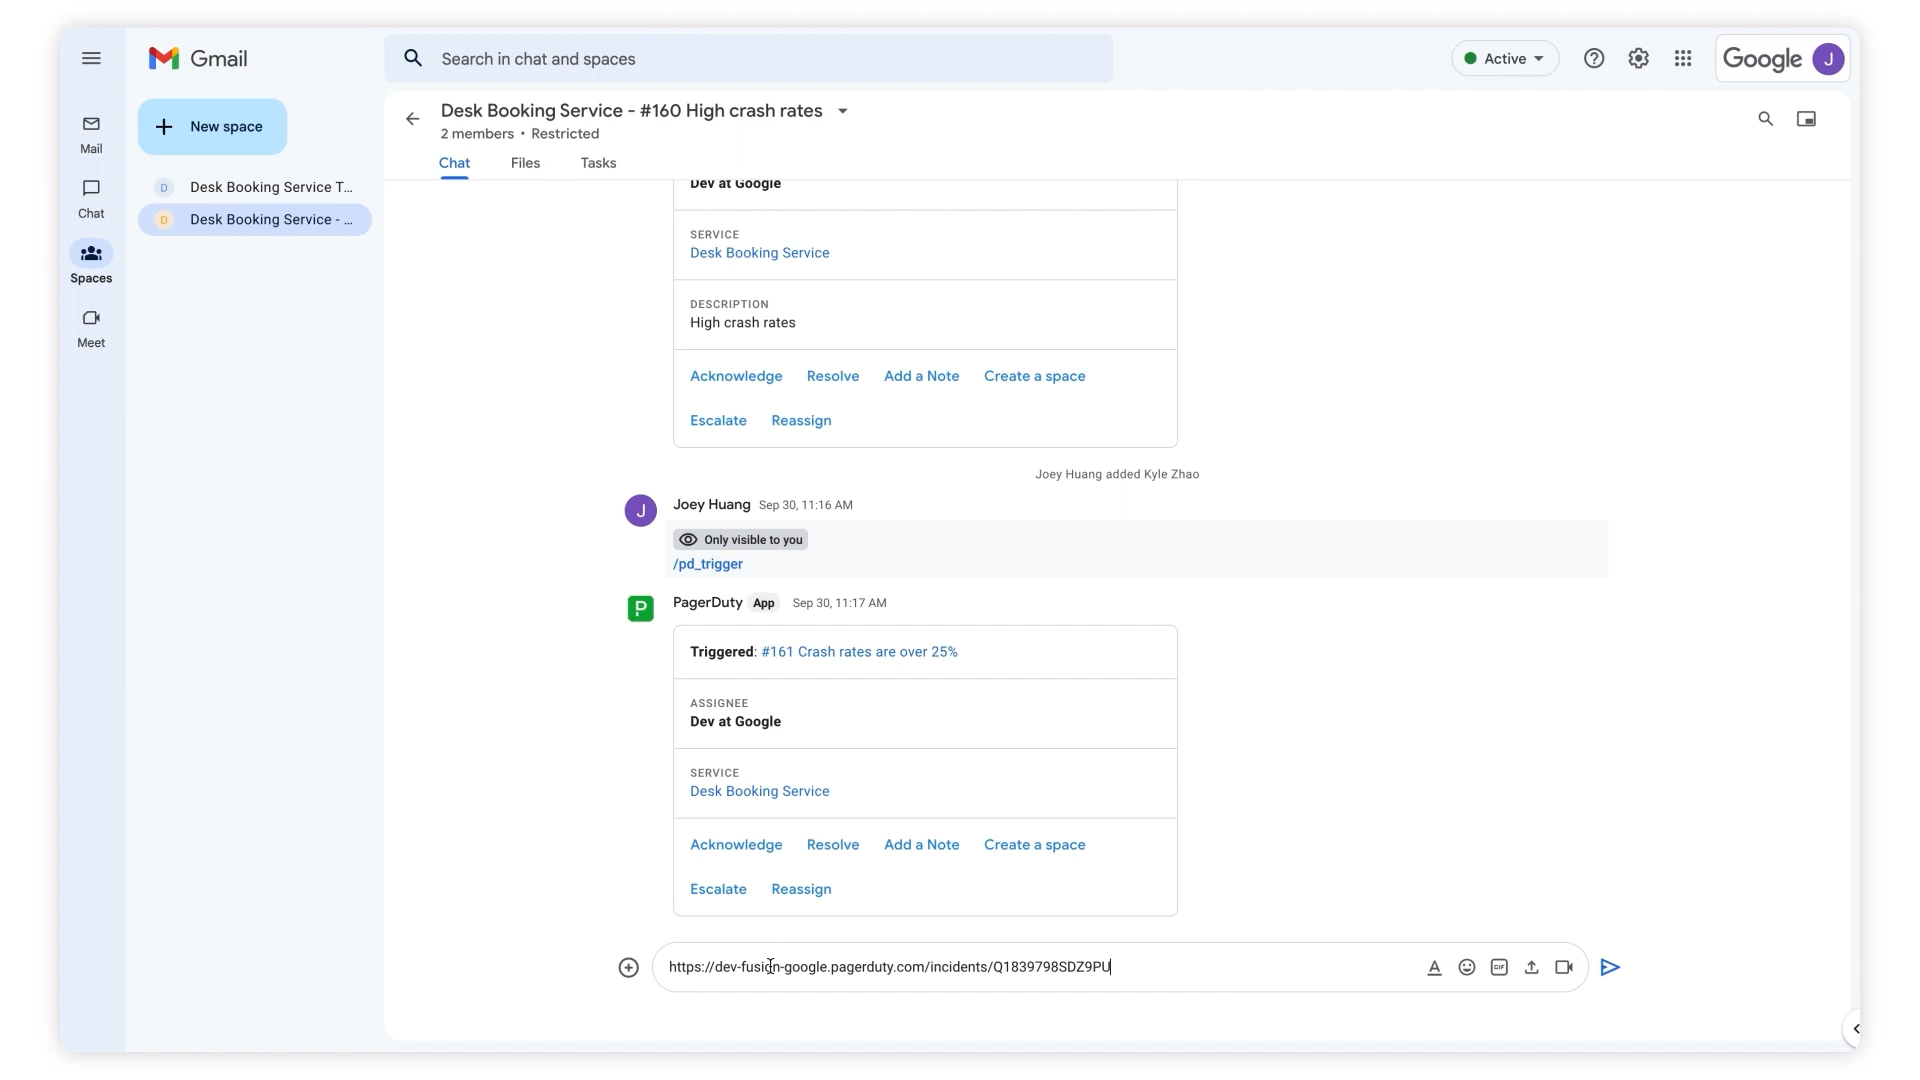 Gmail
Search in chat and spaces
Active
Google
J
New space
Mail
Chat
Spaces
Meet
D
Desk Booking Service T...
D
Desk Booking Service - ...
Desk Booking Service - #160 High crash rates
2 members • Restricted
Chat Files Tasks
Dev at Google
SERVICE
Desk Booking Service
DESCRIPTION
High crash rates
Acknowledge Resolve Add a Note Create a space
Escalate Reassign
Joey Huang added Kyle Zhao
J
Joey Huang Sep 30, 11:16 AM
Only visible to you
/pd_trigger
P
PagerDuty App Sep 30, 11:17 AM
Triggered: #161 Crash rates are over 25%
ASSIGNEE
Dev at Google
SERVICE
Desk Booking Service
Acknowledge Resolve Add a Note Create a space
Escalate Reassign
https://dev-fusion-google.pagerduty.com/incidents/Q1839798SDZ9PU
A
GIF